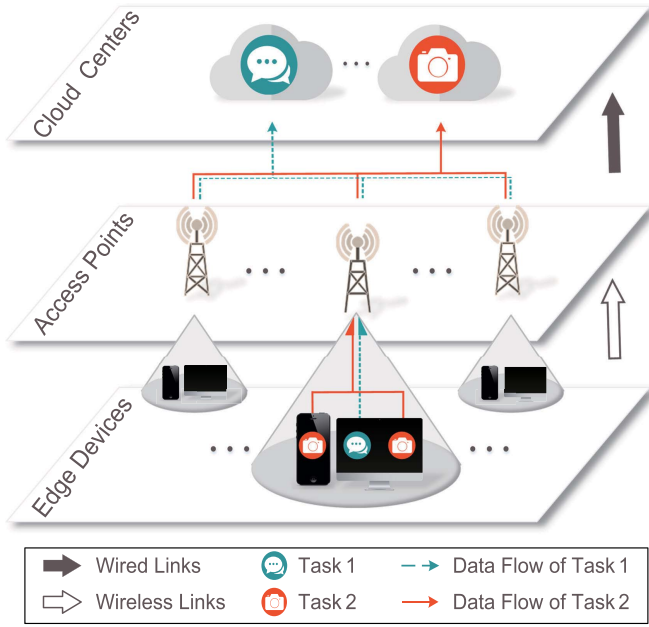 Cloud Centers
Access Points
Edge Devices
Wired Links
Task 1
Data Flow of Task 1
Wireless Links
Task 2
Data Flow of Task 2